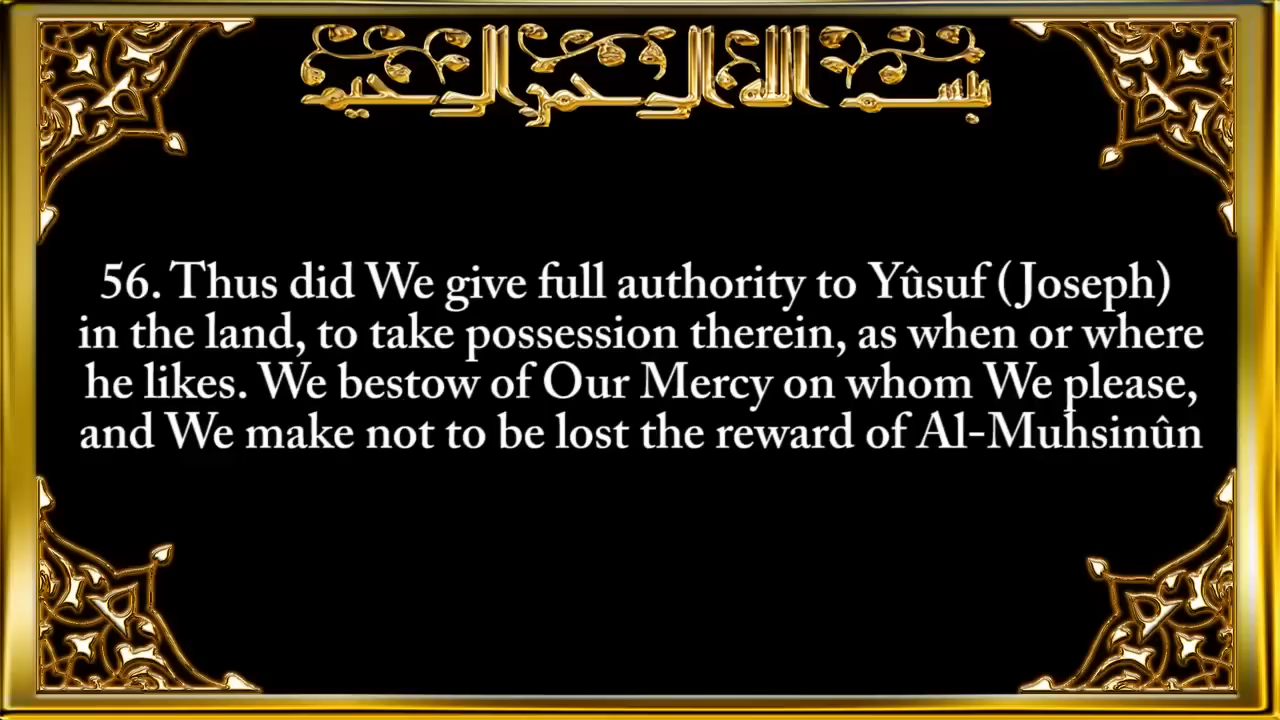 بسم الله الرحمن الرحيم
56. Thus did We give full authority to Yûsuf (Joseph)
in the land, to take possession therein, as when or where
he likes. We bestow of Our Mercy on whom We please,
and We make not to be lost the reward of Al-Muhsinûn